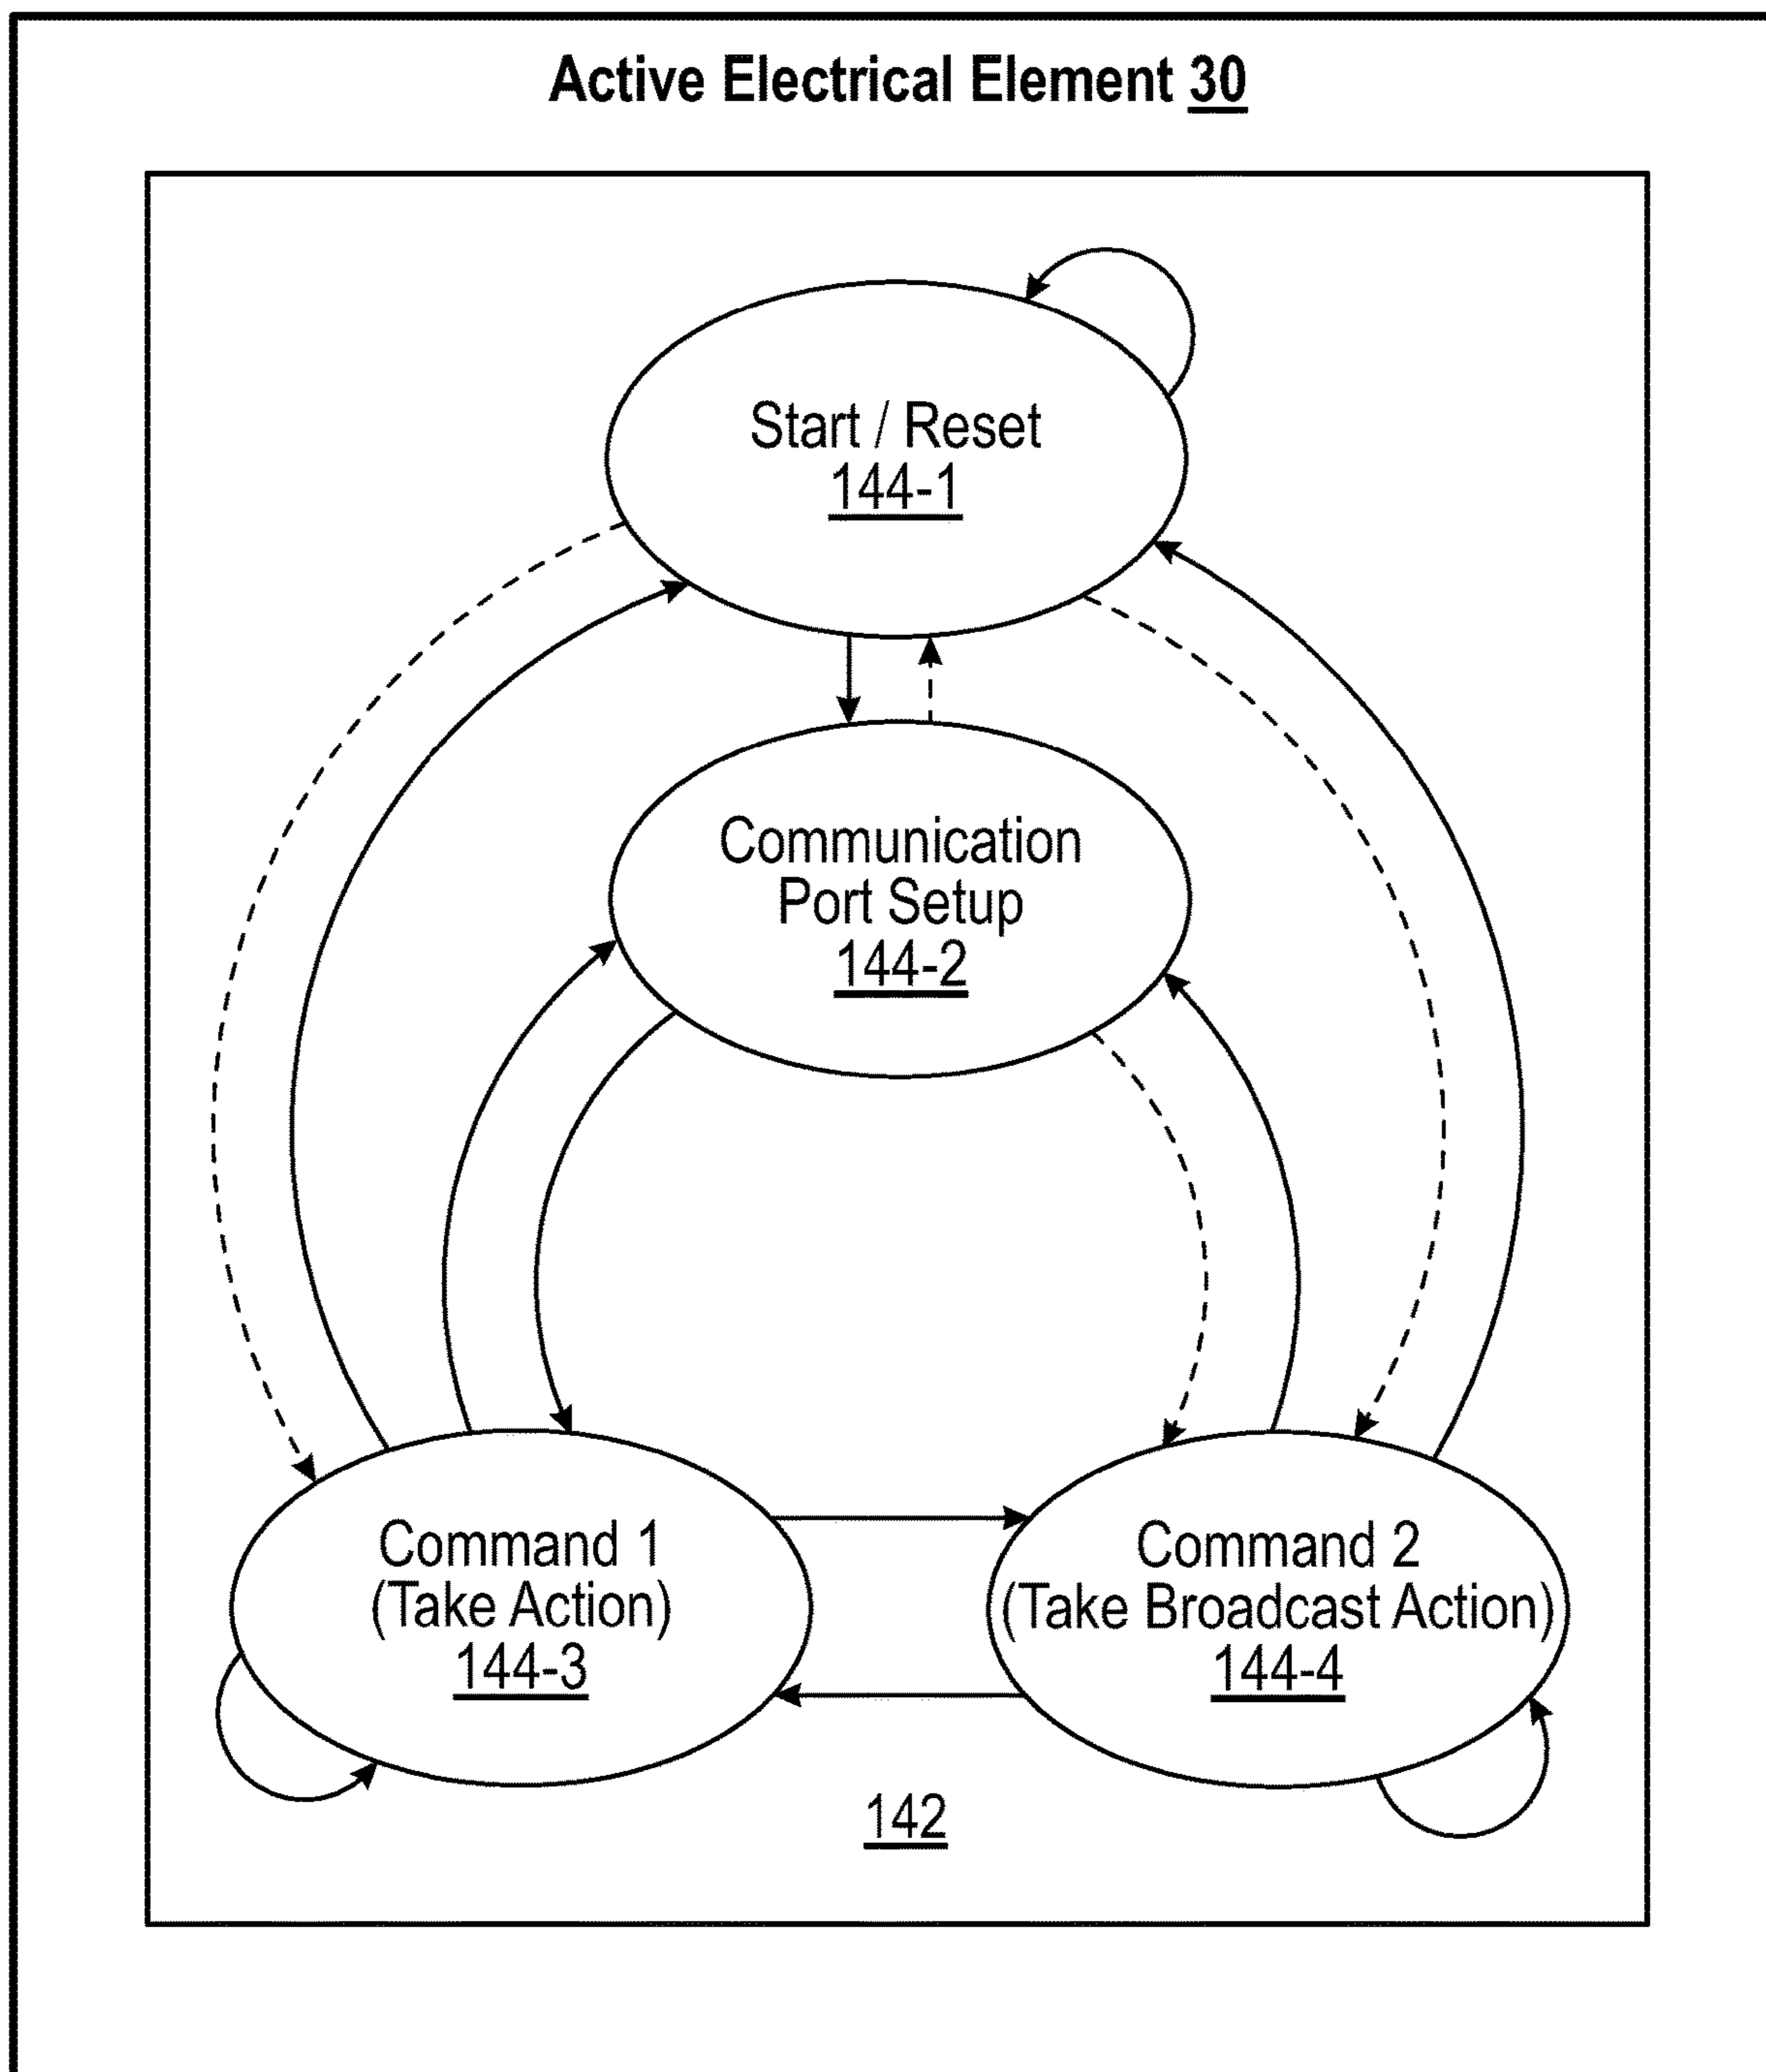 Active Electrical Element 30
Start / Reset
144-1
Communication
Port Setup
144-2
Command 1
(Take Action)
144-3
Command 2
(Take Broadcast Action)
144-4
142